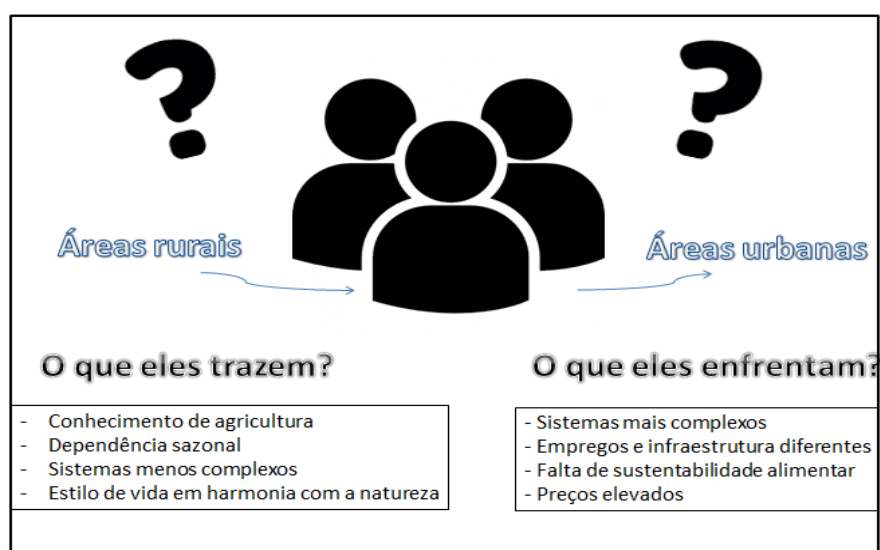 ?
?
Áreas rurais
Áreas urbanas
O que eles trazem?
- Conhecimento de agricultura
- Dependência sazonal
- Sistemas menos complexos
- Estilo de vida em harmonia com a natureza
O que eles enfrentam?
- Sistemas mais complexos
- Empregos e infraestrutura diferentes
- Falta de sustentabilidade alimentar
- Preços elevados